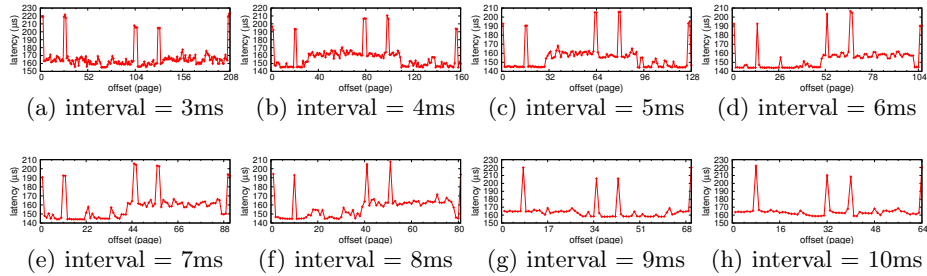 230
220
210
200
190
180
170
160
150
latency (µs)
0 52 104 156 208
offset (page)
(a) interval = 3ms
210
200
190
180
170
160
150
140
latency (µs)
0 40 80 120 160
offset (page)
(b) interval = 4ms
210
200
190
180
170
160
150
140
latency (µs)
0 32 64 96 128
offset (page)
(c) interval = 5ms
210
200
190
180
170
160
150
140
latency (µs)
0 26 52 78 104
offset (page)
(d) interval = 6ms
210
200
190
180
170
160
150
140
latency (µs)
0 22 44 66 88
offset (page)
(e) interval = 7ms
210
200
190
180
170
160
150
140
latency (µs)
0 20 40 60 80
offset (page)
(f) interval = 8ms
230
220
210
200
190
180
170
160
150
latency (µs)
0 17 34 51 68
offset (page)
(g) interval = 9ms
230
220
210
200
190
180
170
160
150
latency (µs)
0 16 32 48 64
offset (page)
(h) interval = 10ms